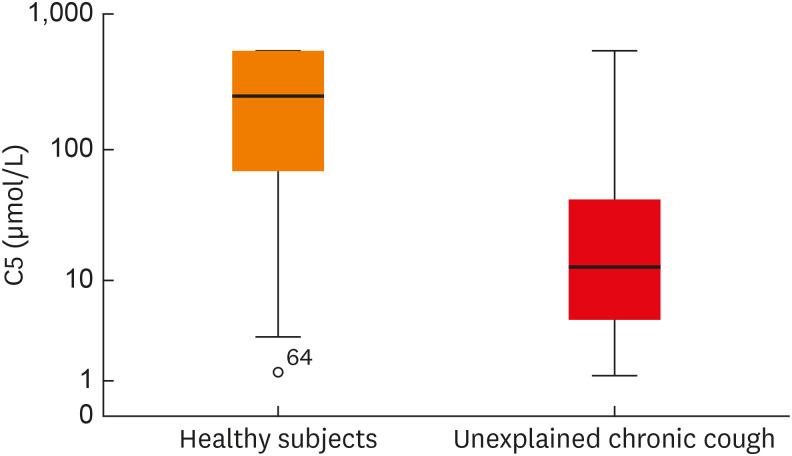 1,000
100
10
1
0
C5 (µmol/L)
64
Healthy subjects
Unexplained chronic cough